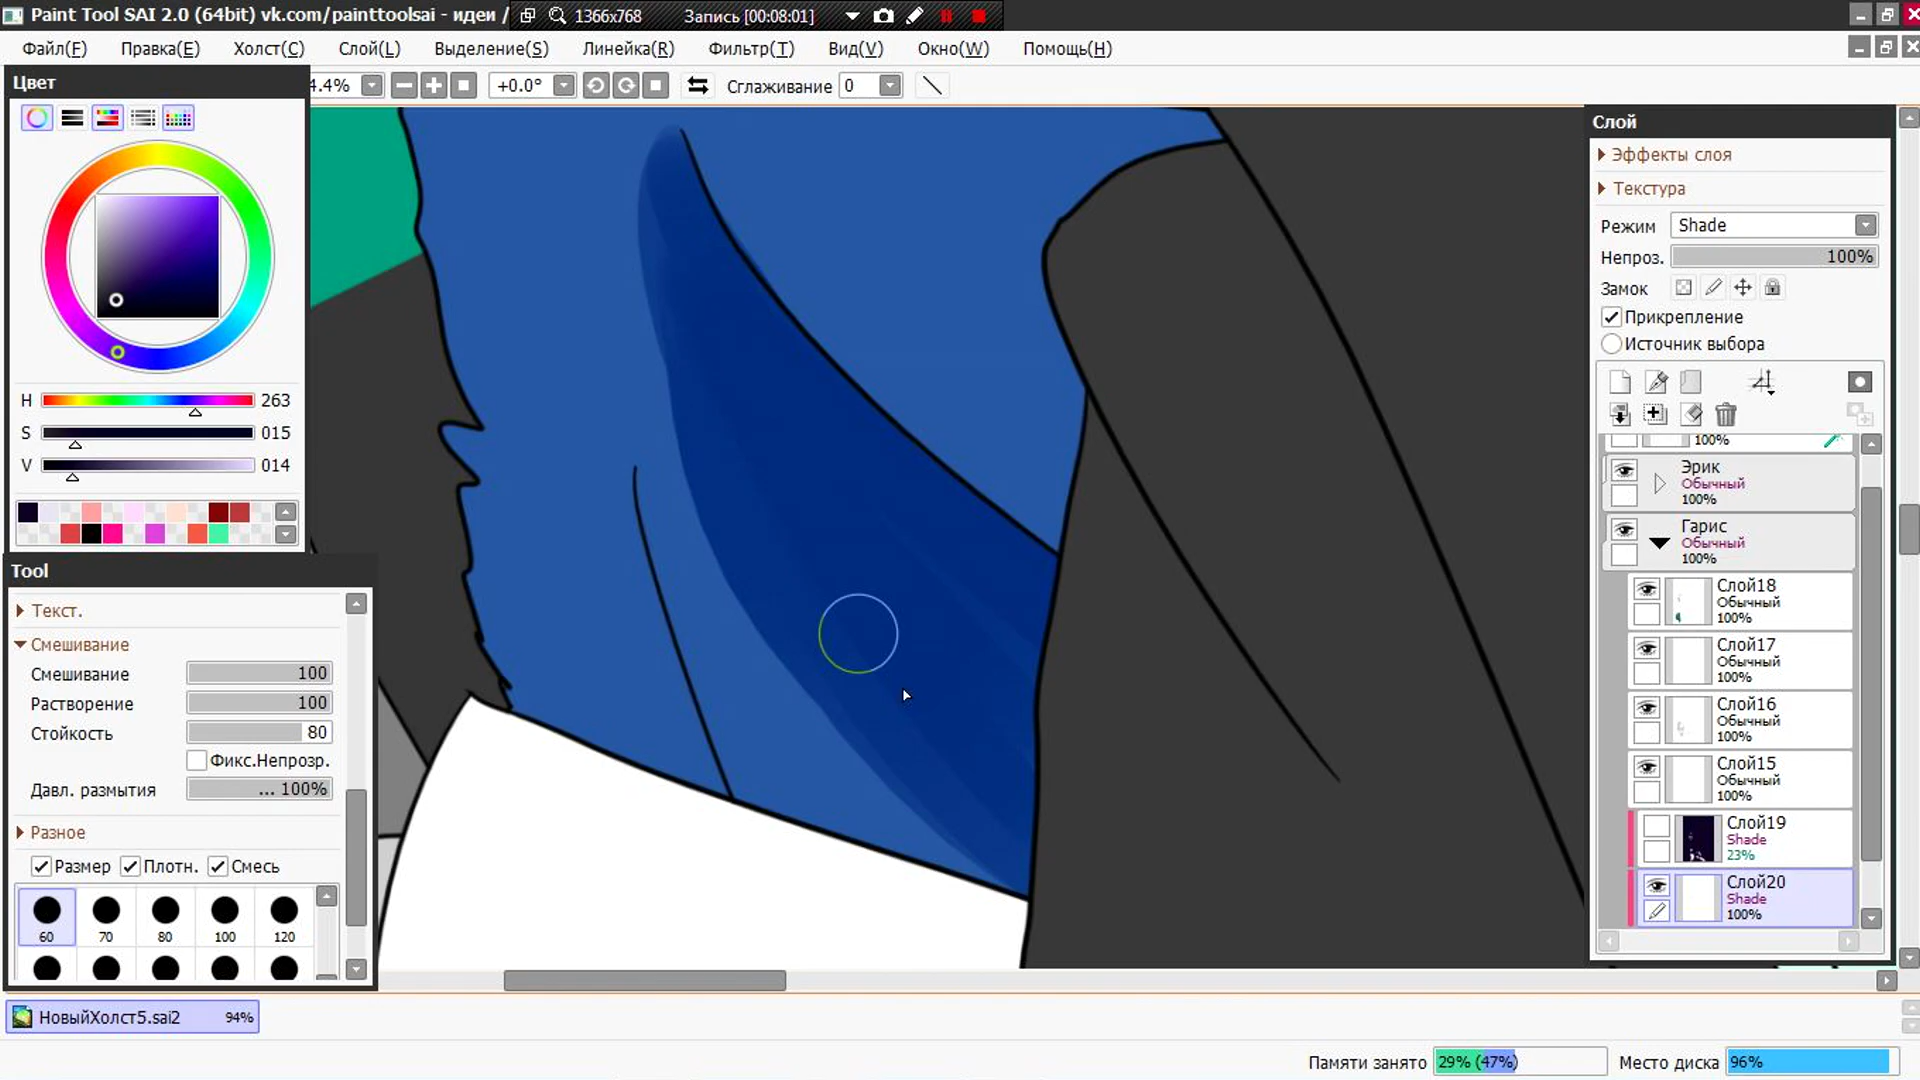 Paint Tool SAI 2.0 (64bit) vk.com/painttoolsai - идеи /
1366x768
Запись [00:08:01]
Файл(F) Правка(E) Холст(C) Слой(L) Выделение(S) Линейка(R) Фильтр(T) Вид(V) Окно(W) Помощь(H)
4.4% +0.0° Сглаживание 0
Цвет
H 263
S 015
V 014
Tool
Текст.
Смешивание
Смешивание 100
Растворение 100
Стойкость 80
Фикс.Непрозр.
Давл. размытия ... 100%
Разное
Размер Плотн. Смесь
60 70 80 100 120
Слой
Эффекты слоя
Текстура
Режим Shade
Непроз. 100%
Замок
Прикрепление
Источник выбора
100%
Эрик
Обычный
100%
Гарис
Обычный
100%
Слой18
Обычный
100%
Слой17
Обычный
100%
Слой16
Обычный
100%
Слой15
Обычный
100%
Слой19
Shade
23%
Слой20
Shade
100%
НовыйХолст5.sai2 94%
Памяти занято 29% (47%) Место диска 96%